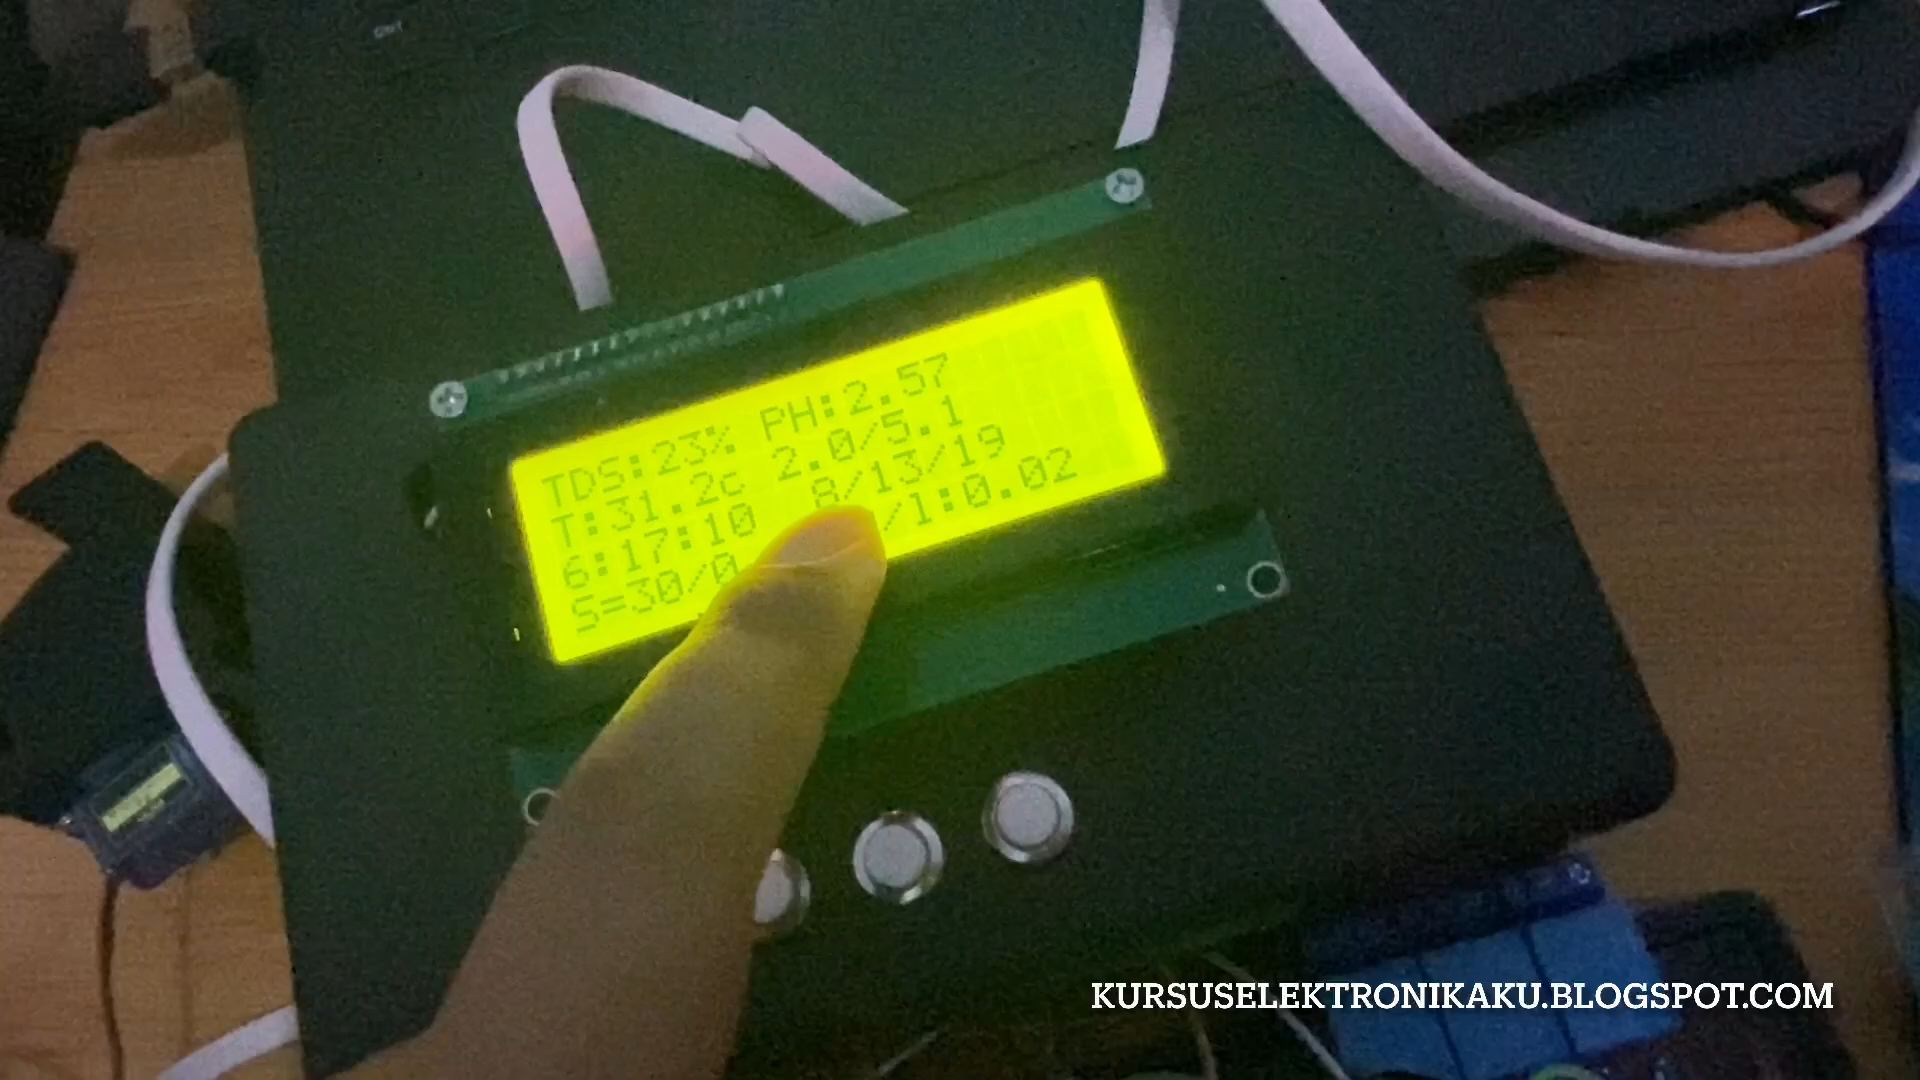 TDS:23% PH:2.57
T:31.2c 2.0/5.1
6:17:10 8/13/19
S=30/0 /l:0.02
KURSUSELEKTRONIKAKU.BLOGSPOT.COM